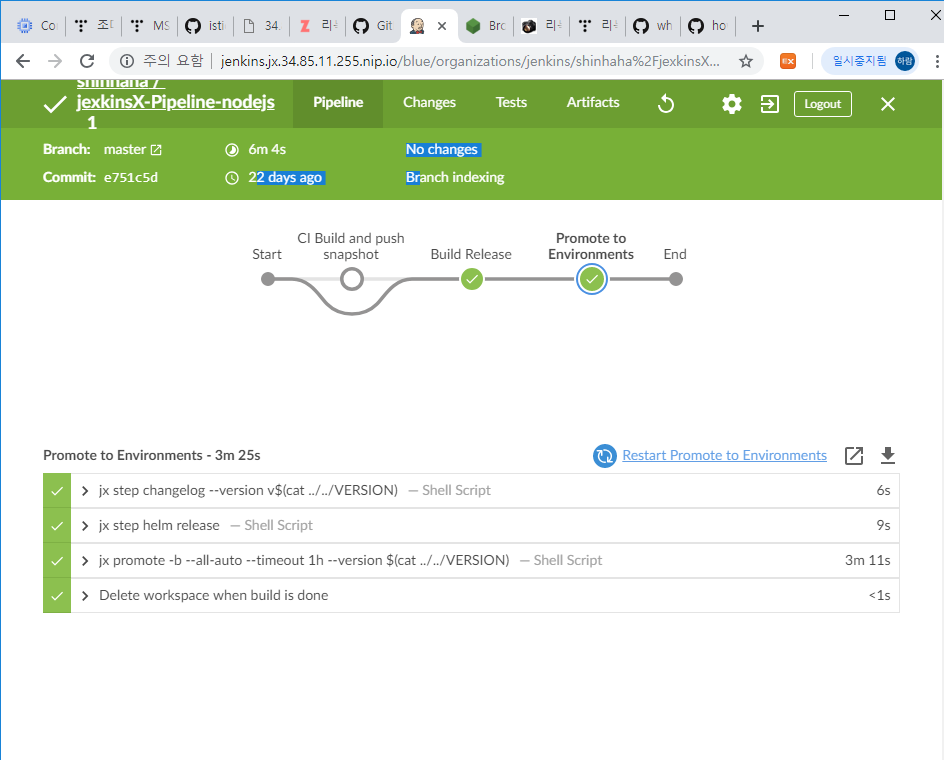 Co
조ㄷ
MS
isti
34.
리ㅋ
Git
Bro
리ㅋ
리ㅋ
wh
ho
주의 요함 | jenkins.jx.34.85.11.255.nip.io/blue/organizations/jenkins/shinhaha%2FjexkinsX...
일시중지됨 하람
shinhaha /
jexkinsX-Pipeline-nodejs
1
Pipeline Changes Tests Artifacts Logout
Branch: master 6m 4s No changes
Commit: e751c5d 22 days ago Branch indexing
Start
CI Build and push
snapshot
Build Release
Promote to
Environments
End
Promote to Environments - 3m 25s Restart Promote to Environments
jx step changelog --version v$(cat ../../VERSION) — Shell Script 6s
jx step helm release — Shell Script 9s
jx promote -b --all-auto --timeout 1h --version $(cat ../../VERSION) — Shell Script 3m 11s
Delete workspace when build is done <1s